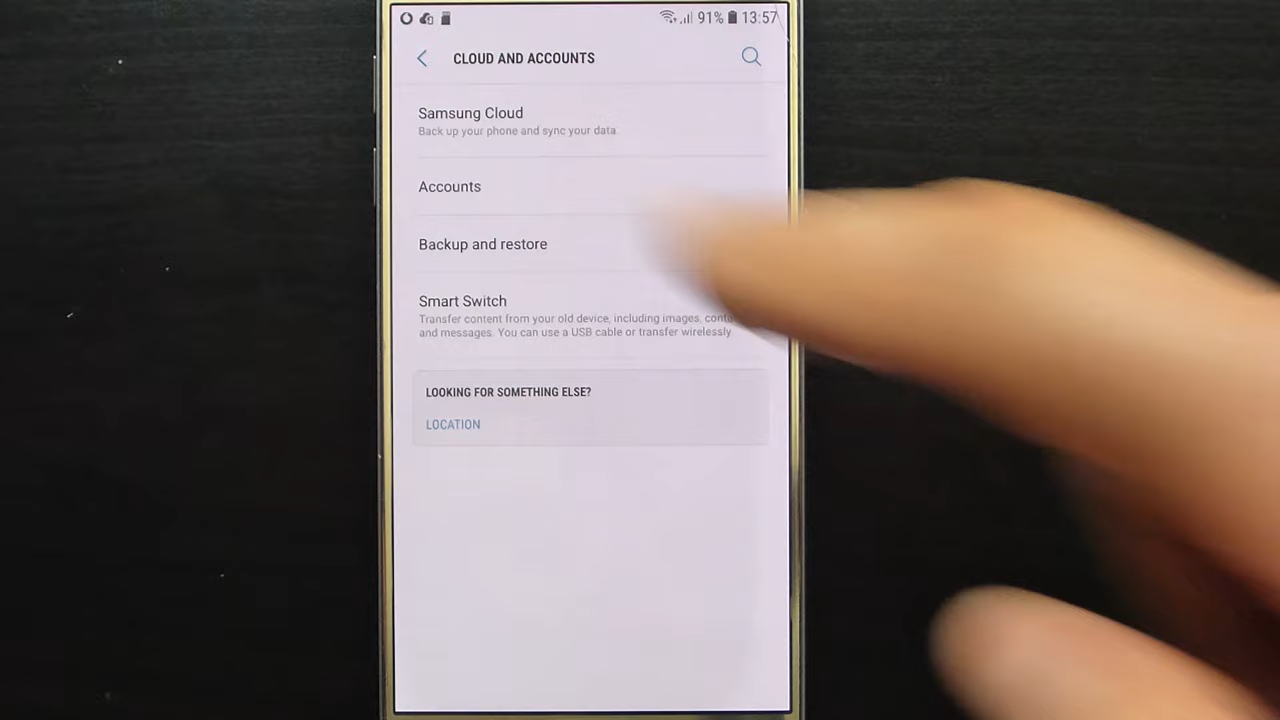 91% 13:57
CLOUD AND ACCOUNTS
Samsung Cloud
Back up your phone and sync your data.
Accounts
Backup and restore
Smart Switch
Transfer content from your old device, including images, conta
and messages. You can use a USB cable or transfer wirelessly
LOOKING FOR SOMETHING ELSE?
LOCATION